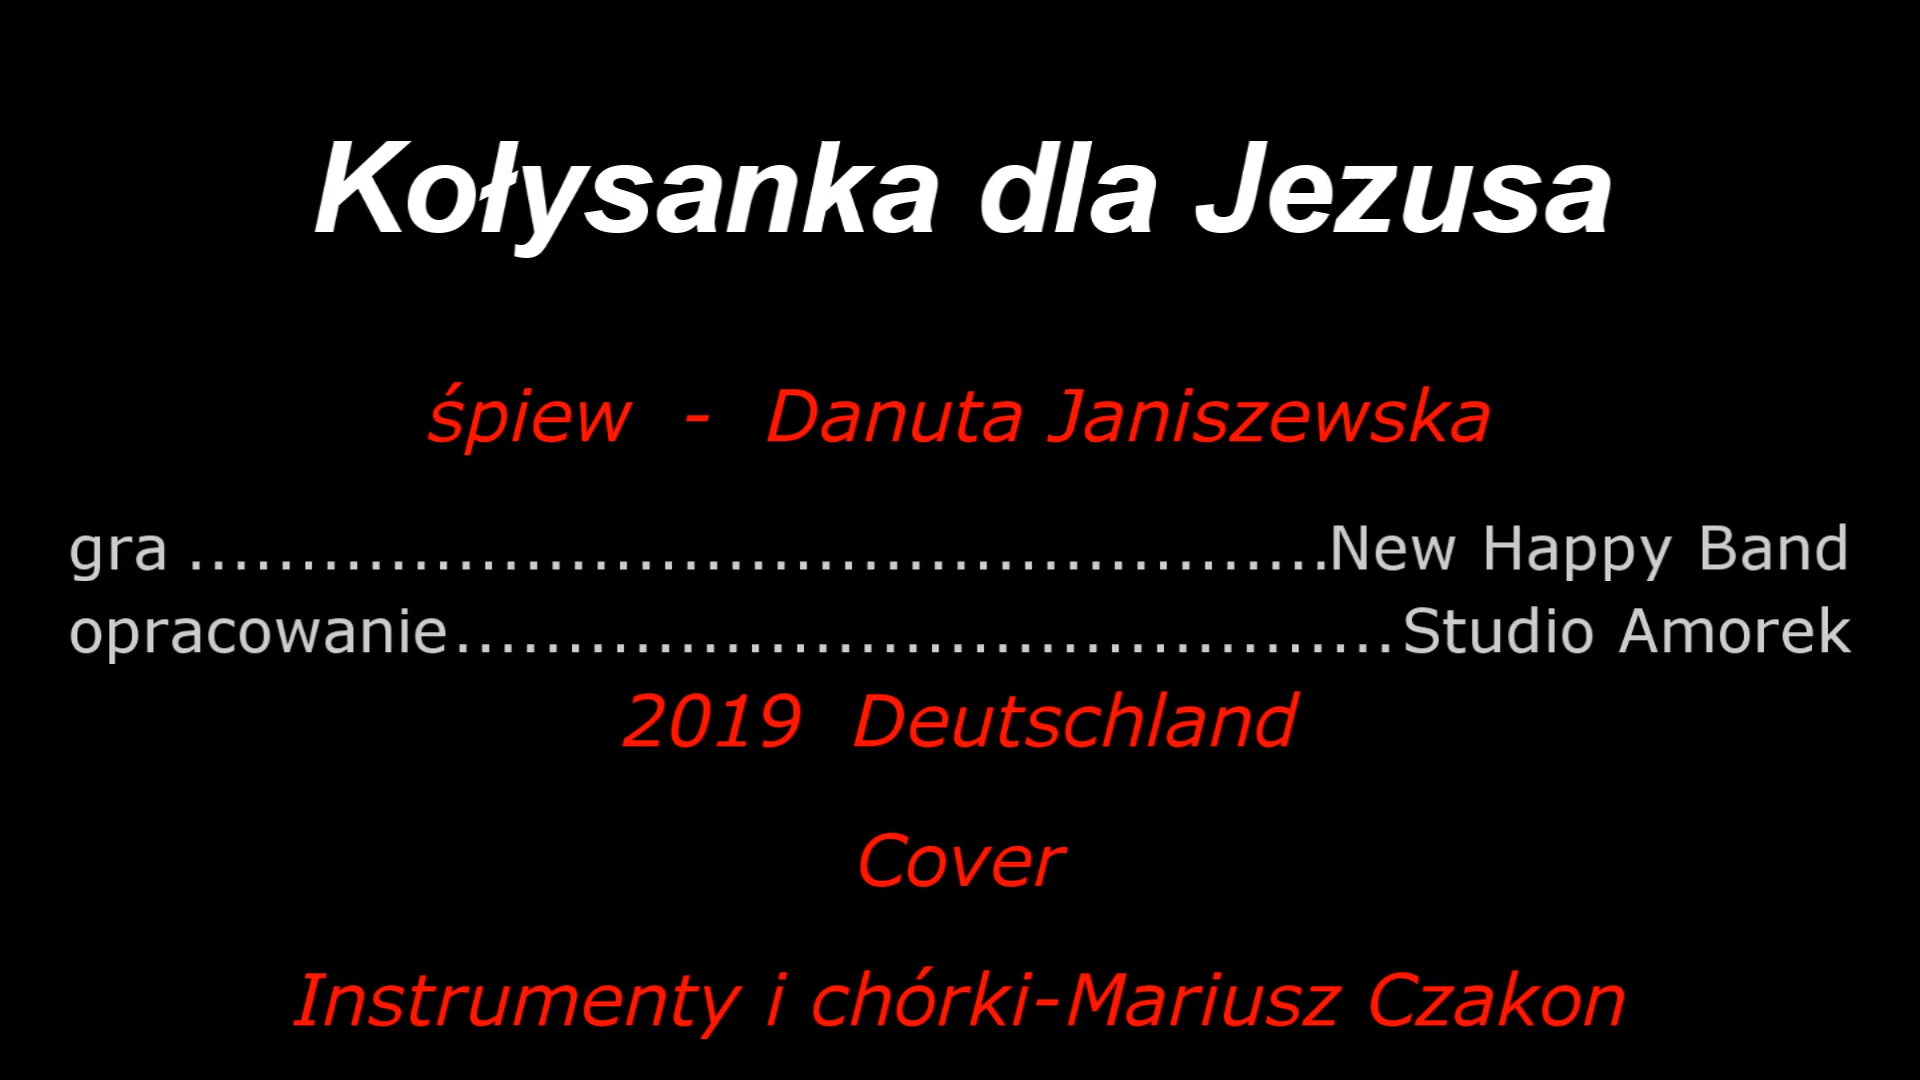 Kołysanka dla Jezusa
śpiew - Danuta Janiszewska
gra .................................................New Happy Band
opracowanie.........................................Studio Amorek
2019 Deutschland
Cover
Instrumenty i chórki-Mariusz Czakon